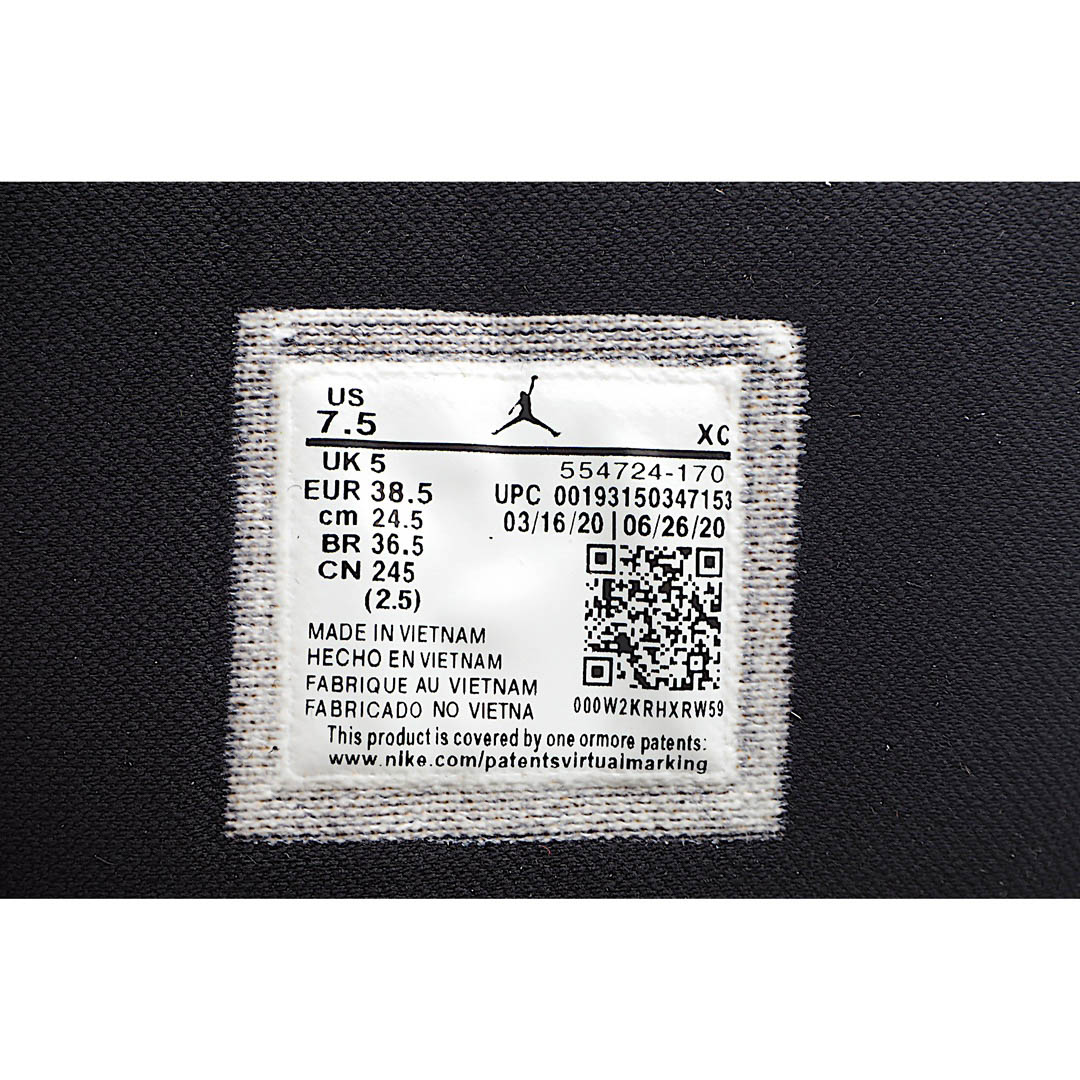 US
7.5
XC
UK 5
EUR 38.5
cm 24.5
BR 36.5
CN 245
(2.5)
554724-170
UPC 00193150347153
03/16/20 | 06/26/20
MADE IN VIETNAM
HECHO EN VIETNAM
FABRIQUE AU VIETNAM
FABRICADO NO VIETNA
000W2KRHXRW59
This product is covered by one ormore patents:
www.nike.com/patentsvirtualmarking